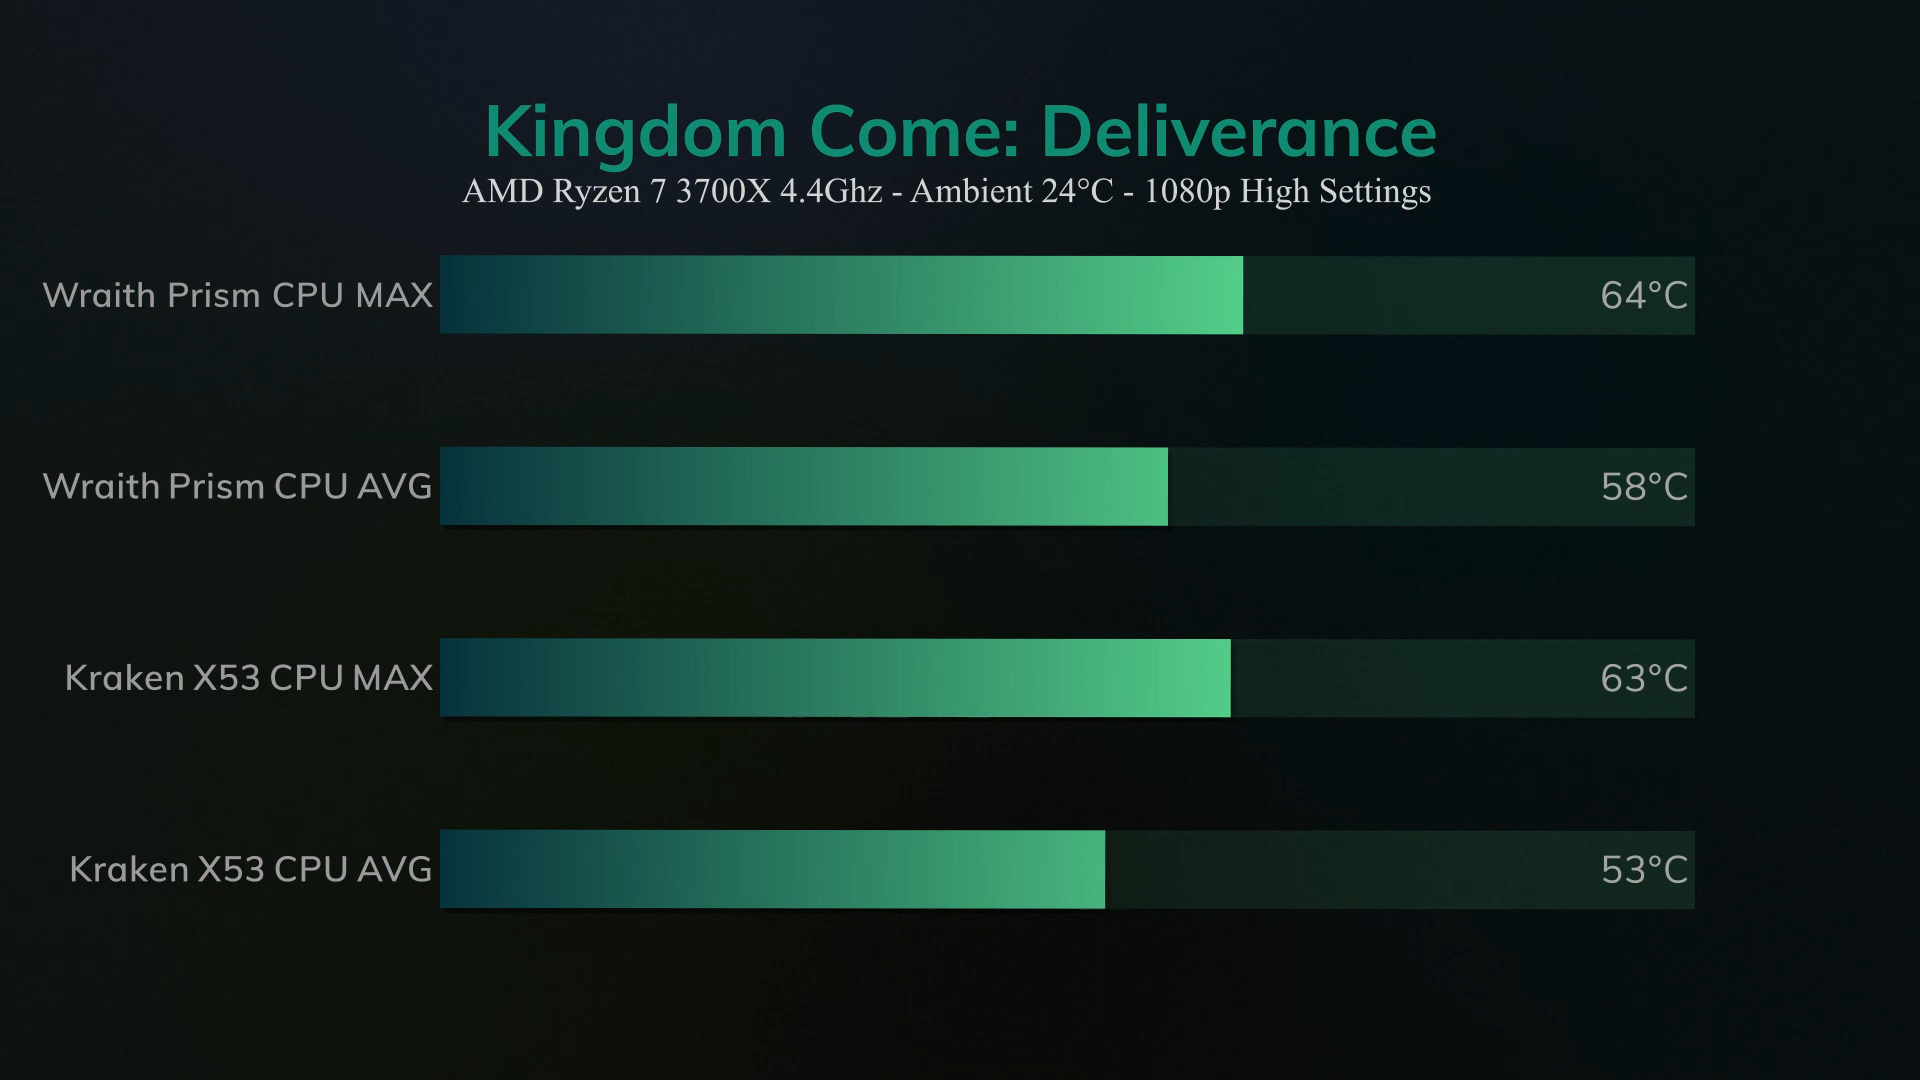 Kingdom Come: Deliverance
AMD Ryzen 7 3700X 4.4Ghz - Ambient 24°C - 1080p High Settings
Wraith Prism CPU MAX 64°C
Wraith Prism CPU AVG 58°C
Kraken X53 CPU MAX 63°C
Kraken X53 CPU AVG 53°C